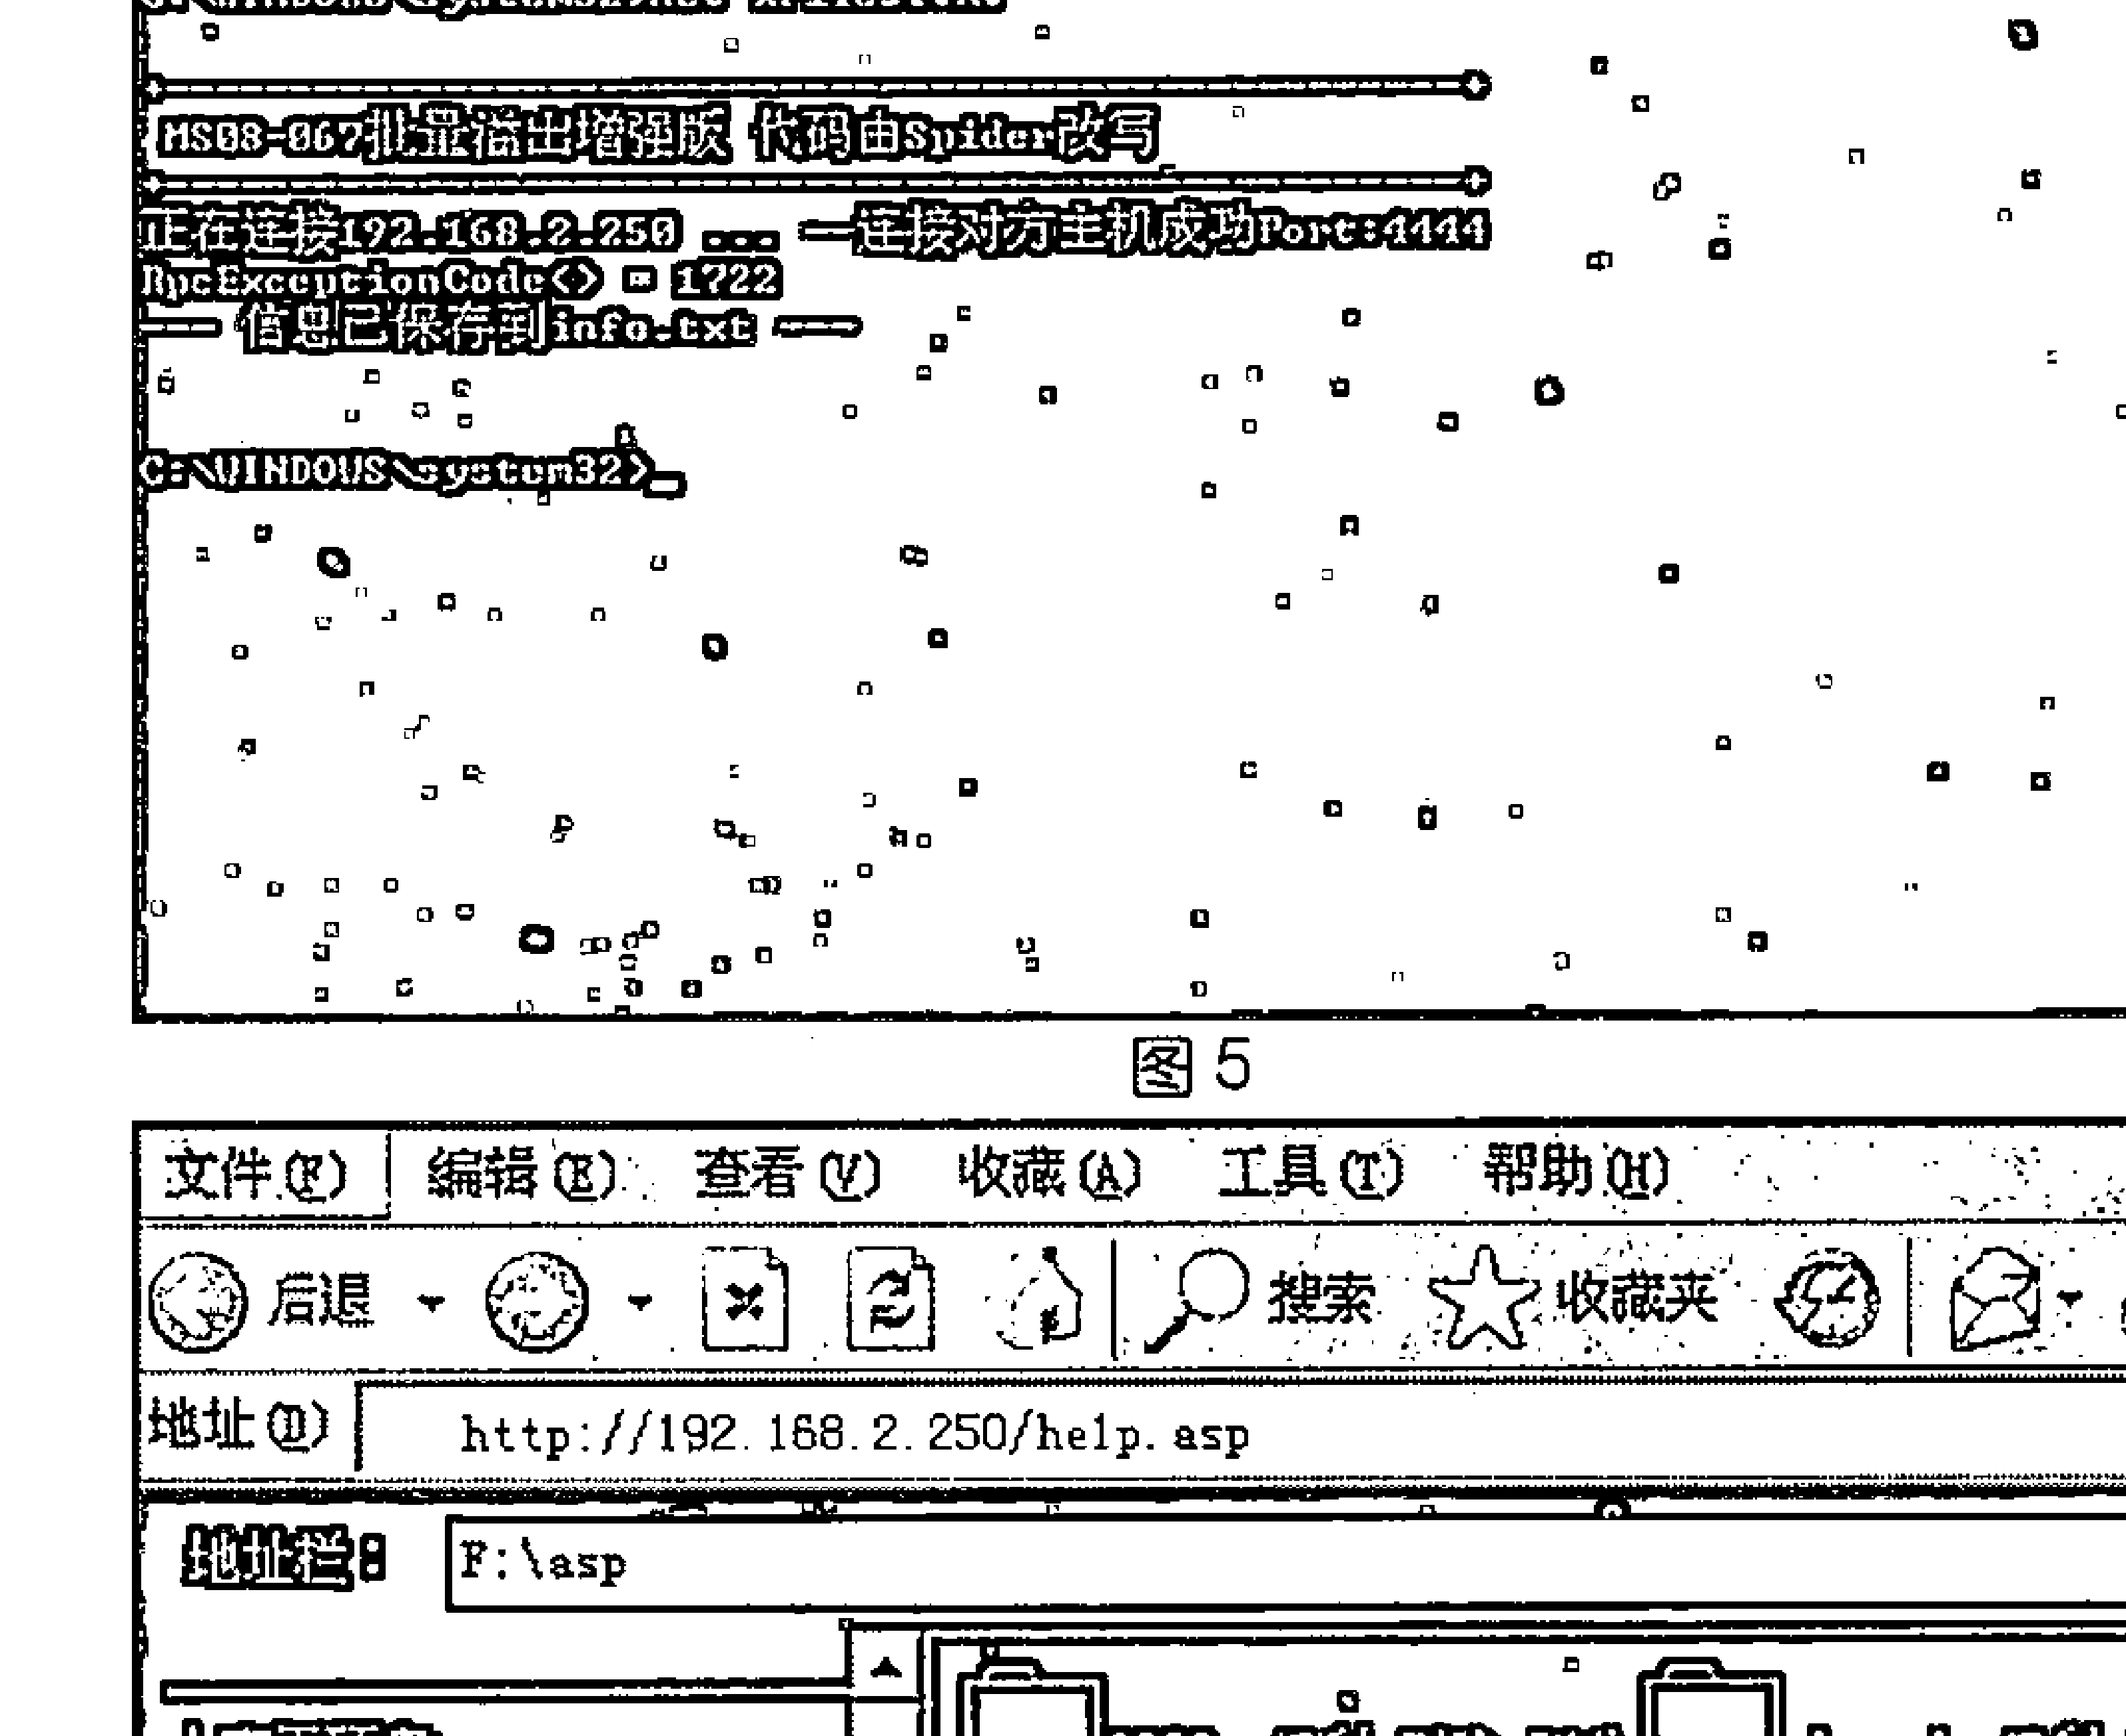 MS08-067批量溢出增强版 代码由Spider改写
正在连接192.168.2.250 ... —连接对方主机成功Port:4444
RpcExceptionCode() = 1722
—— 信息已保存到info.txt ——
C:\WINDOWS\system32>_
图 5
文件(F) 编辑(E) 查看(V) 收藏(A) 工具(T) 帮助(H)
后退 搜索 收藏夹
地址(D) http://192.168.2.250/help.asp
地址栏: F:\asp